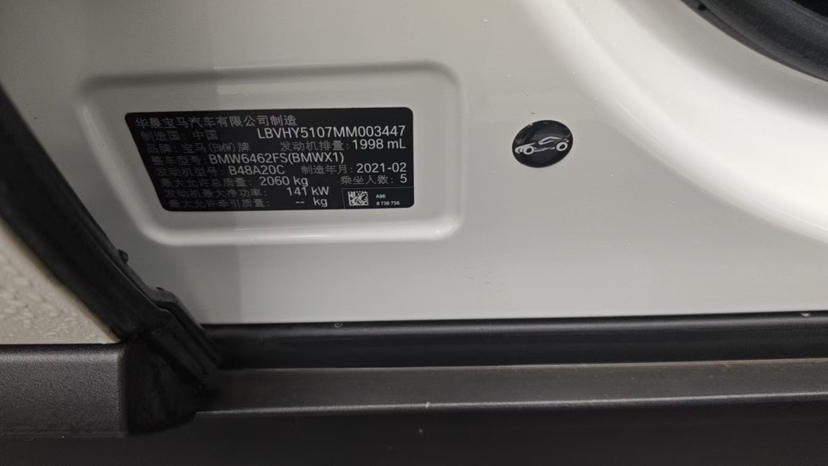 华晨宝马汽车有限公司制造
制造国: 中国 LBVHY5107MM003447
品牌: 宝马(BMW)牌 发动机排量: 1998 mL
整车型号: BMW6462FS(BMWX1)
发动机型号: B48A20C 制造年月: 2021-02
最大允许总质量: 2060 kg 乘坐人数: 5
发动机最大净功率: 141 kW
最大允许牵引质量: -- kg
A96
8 738 756